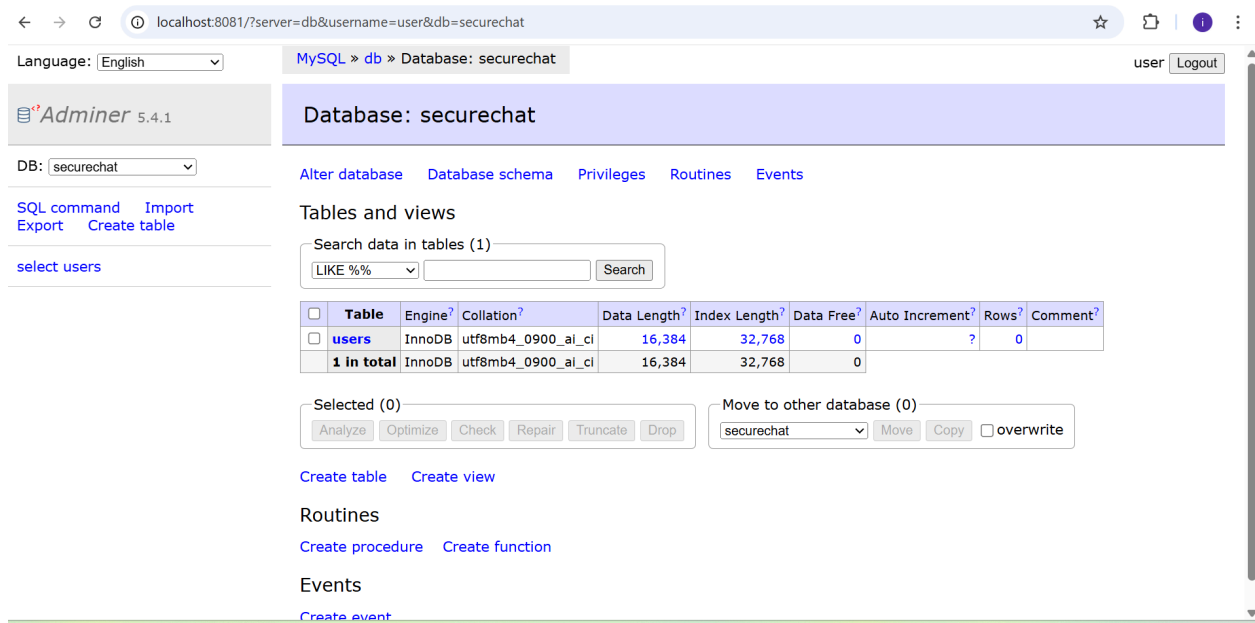 localhost:8081/?server=db&username=user&db=securechat
i
Language: English
MySQL » db » Database: securechat
user Logout
Adminer 5.4.1
Database: securechat
DB: securechat
Alter database Database schema Privileges Routines Events
SQL command Import
Export Create table
select users
Tables and views
Search data in tables (1)
LIKE %% Search
Table Engine? Collation? Data Length? Index Length? Data Free? Auto Increment? Rows? Comment?
users InnoDB utf8mb4_0900_ai_ci 16,384 32,768 0 ? 0
1 in total InnoDB utf8mb4_0900_ai_ci 16,384 32,768 0
Selected (0)
Analyze Optimize Check Repair Truncate Drop
Move to other database (0)
securechat Move Copy overwrite
Create table Create view
Routines
Create procedure Create function
Events
Create event